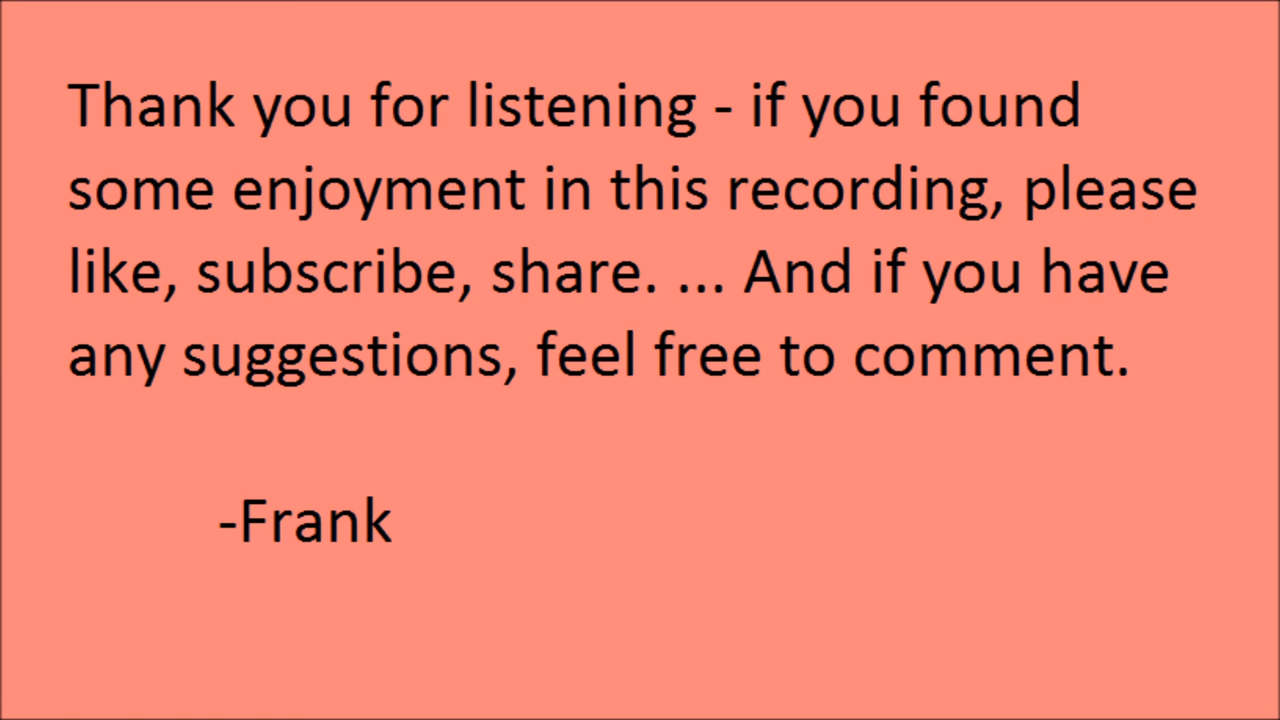 Thank you for listening - if you found
some enjoyment in this recording, please
like, subscribe, share. ... And if you have
any suggestions, feel free to comment.
-Frank